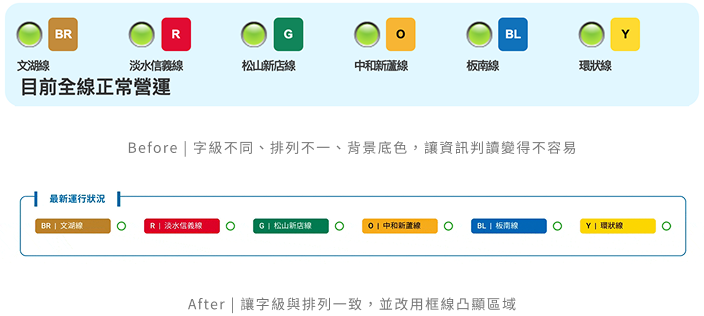 BR R G O BL Y
文湖線 淡水信義線 松山新店線 中和新蘆線 板南線 環狀線
目前全線正常營運
Before | 字級不同、排列不一、背景底色，讓資訊判讀變得不容易
最新運行狀況
BR | 文湖線 R | 淡水信義線 G | 松山新店線 O | 中和新蘆線 BL | 板南線 Y | 環狀線
After | 讓字級與排列一致，並改用框線凸顯區域